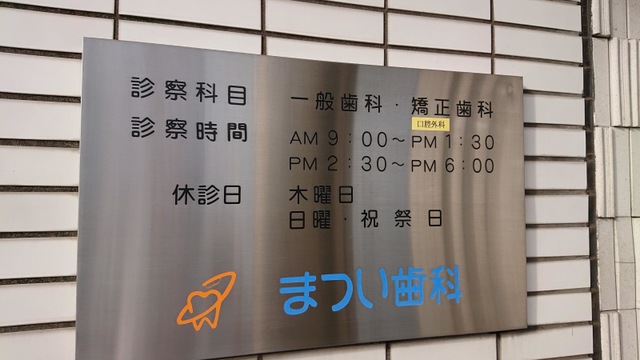 診察科目 一般歯科・矯正歯科
口腔外科
診察時間 AM 9：00～PM 1：30
PM 2：30～PM 6：00
休診日 木曜日
日曜・祝祭日
まつい歯科